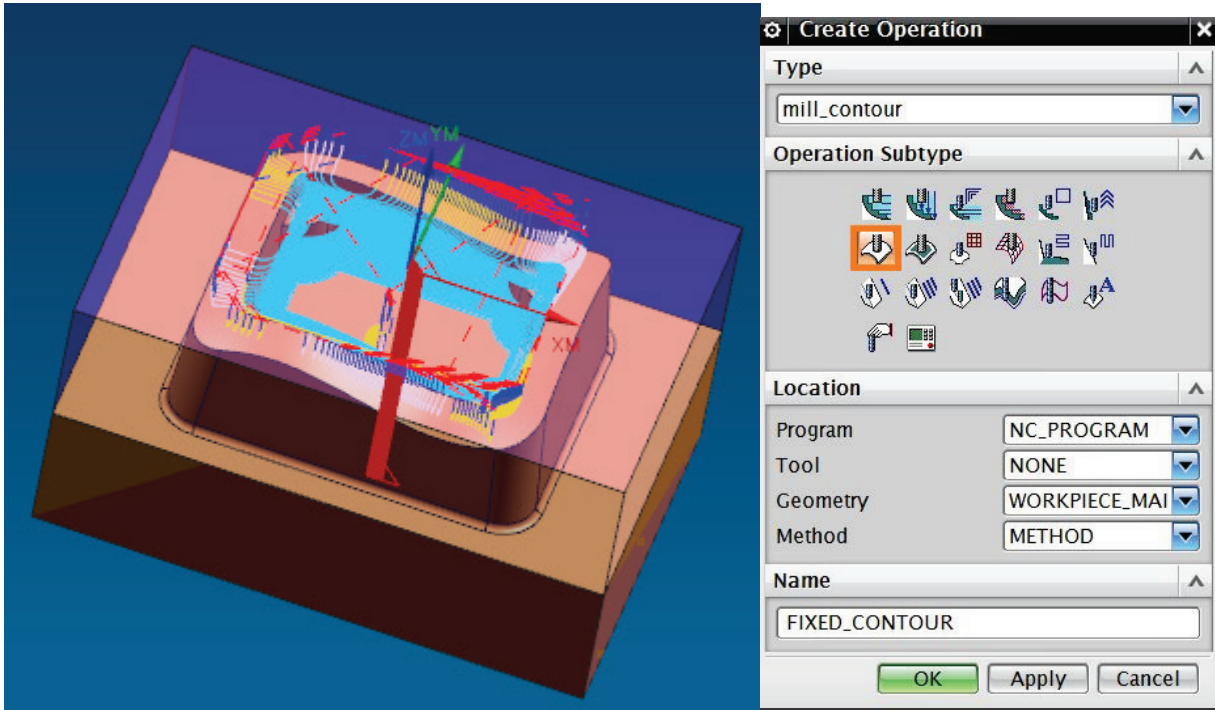 ZM
YM
XM
Create Operation
Type
mill_contour
Operation Subtype
A
Location
Program NC_PROGRAM
Tool NONE
Geometry WORKPIECE_MAI
Method METHOD
Name
FIXED_CONTOUR
OK Apply Cancel